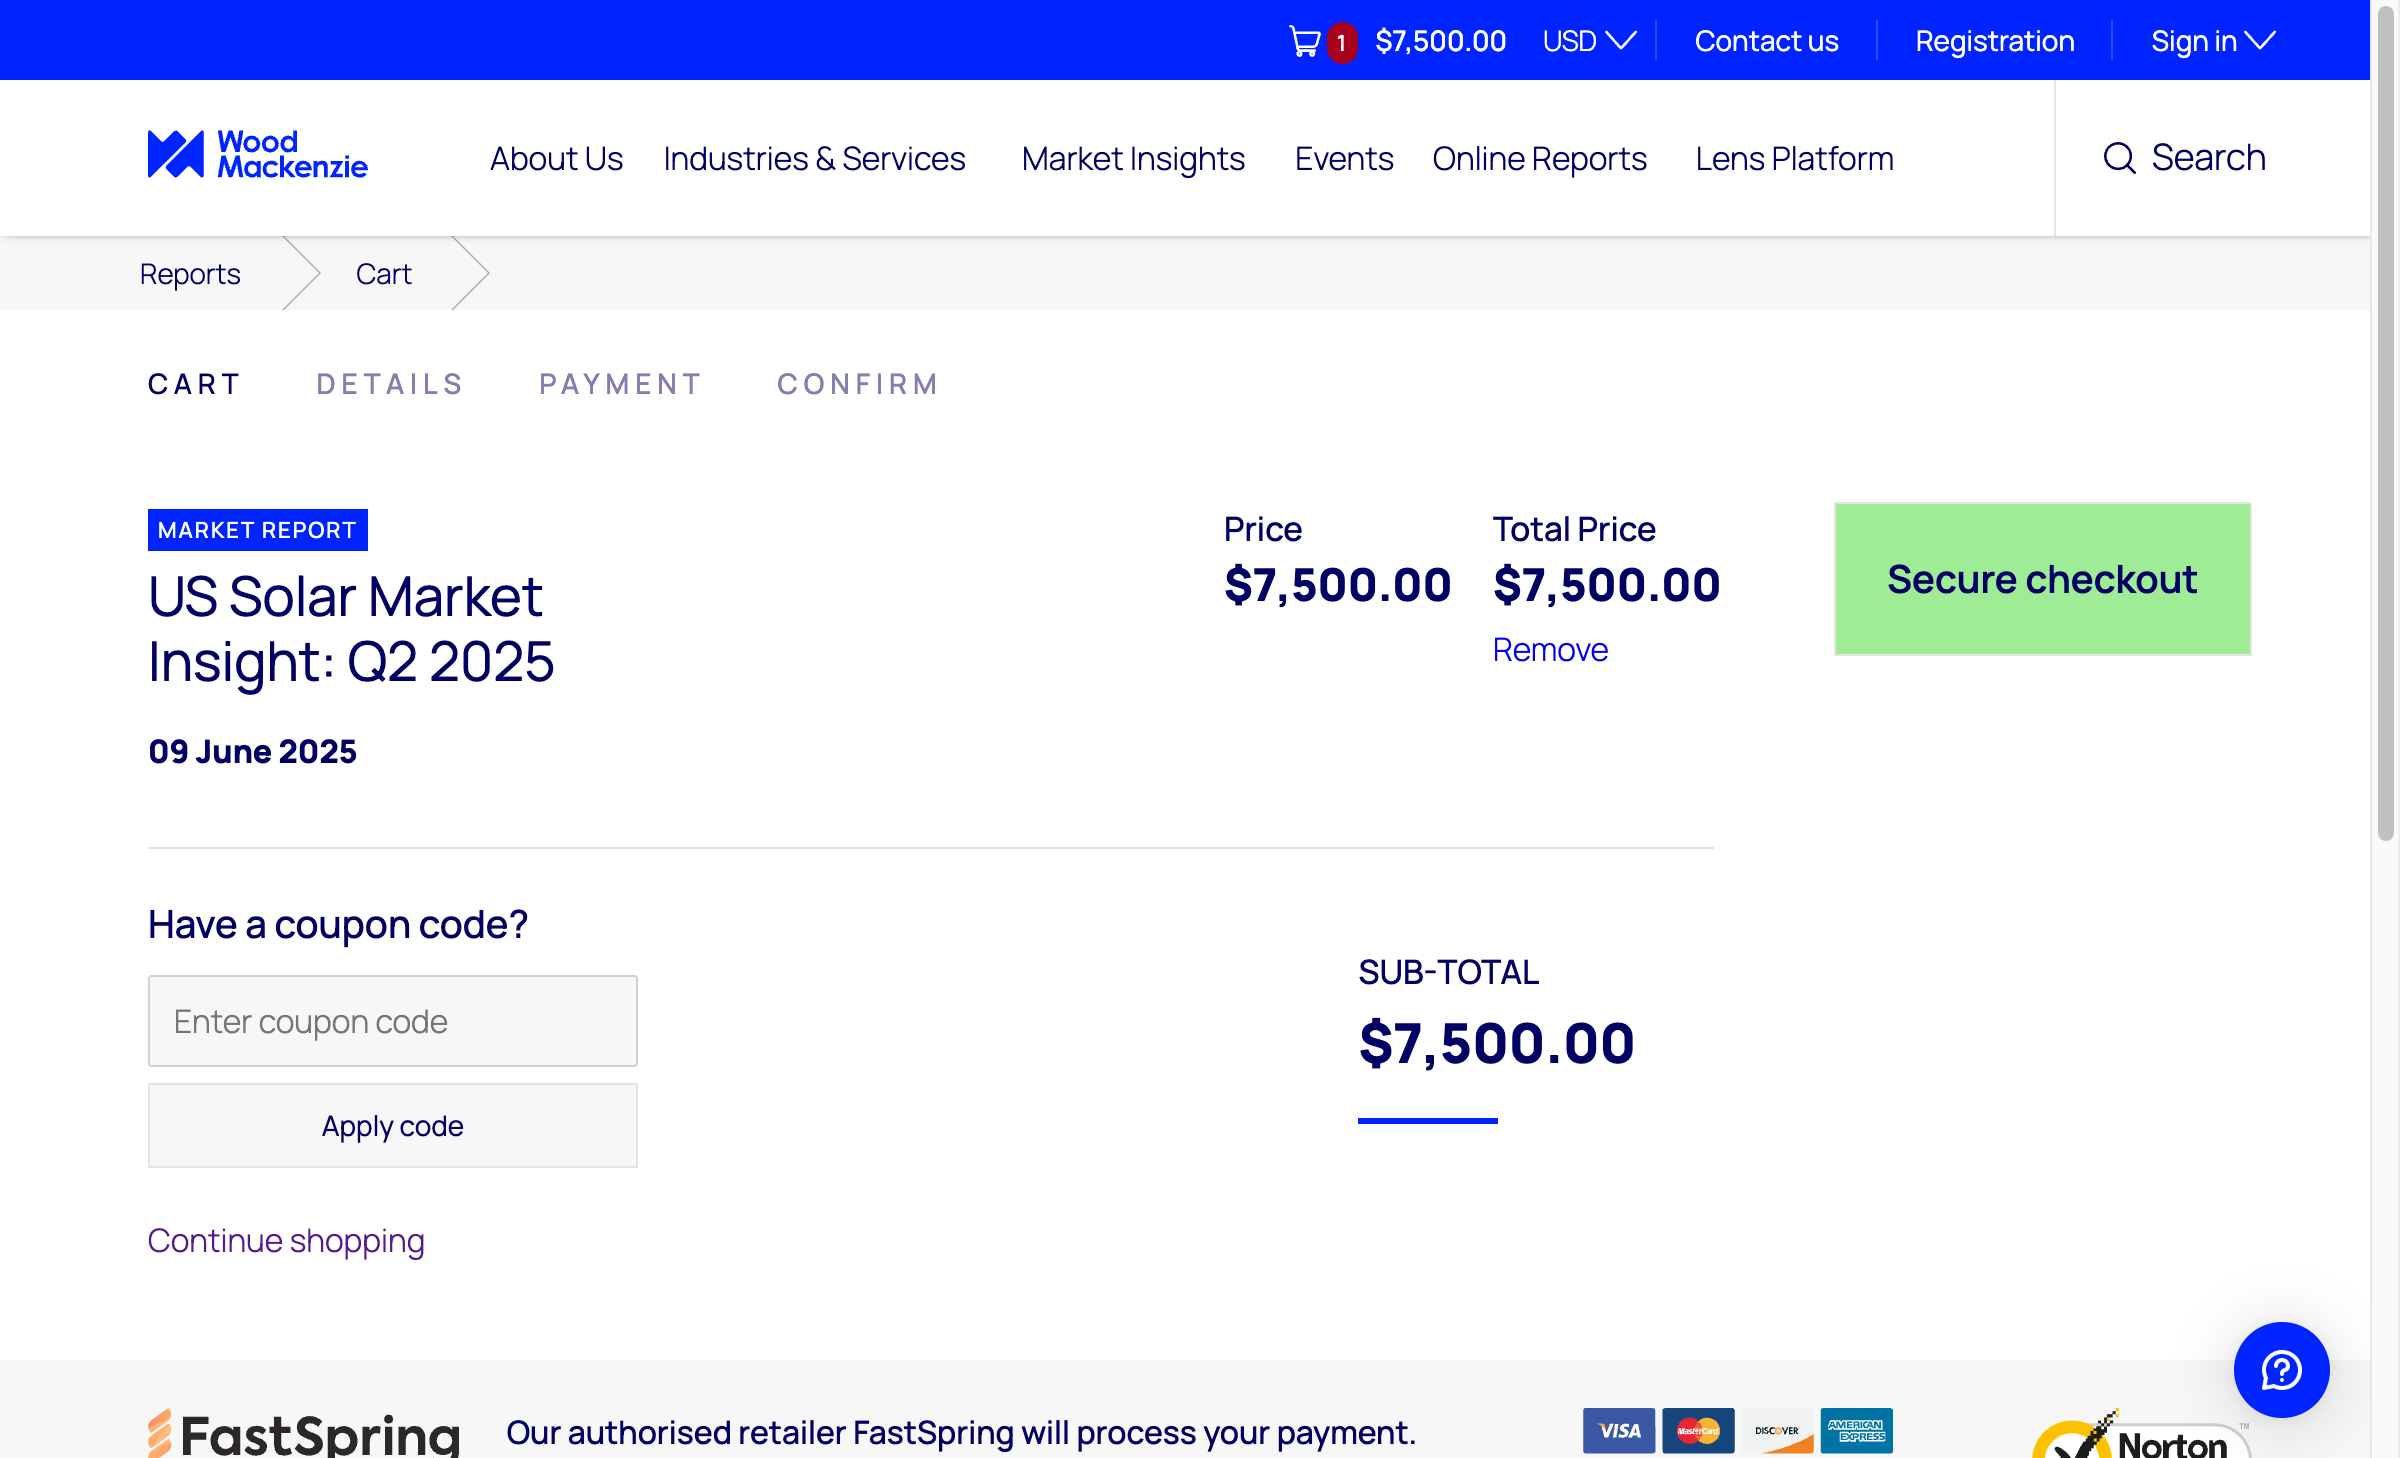 1 $7,500.00 USD Contact us Registration Sign in
Wood
Mackenzie
About Us Industries & Services Market Insights Events Online Reports Lens Platform Search
Reports Cart
CART DETAILS PAYMENT CONFIRM
MARKET REPORT
US Solar Market
Insight: Q2 2025
09 June 2025
Price
$7,500.00
Total Price
$7,500.00
Remove
Secure checkout
Have a coupon code?
Enter coupon code
Apply code
SUB-TOTAL
$7,500.00
Continue shopping
FastSpring Our authorised retailer FastSpring will process your payment. VISA MasterCard DISCOVER AMERICAN EXPRESS Norton TM